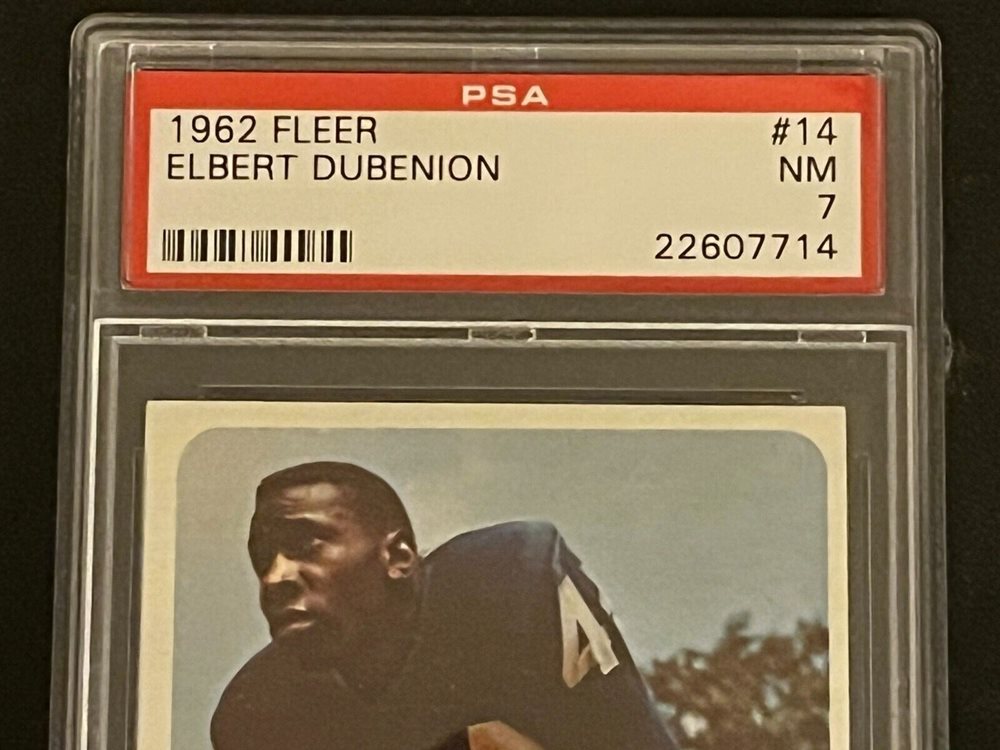 PSA
1962 FLEER #14
ELBERT DUBENION NM
7
22607714